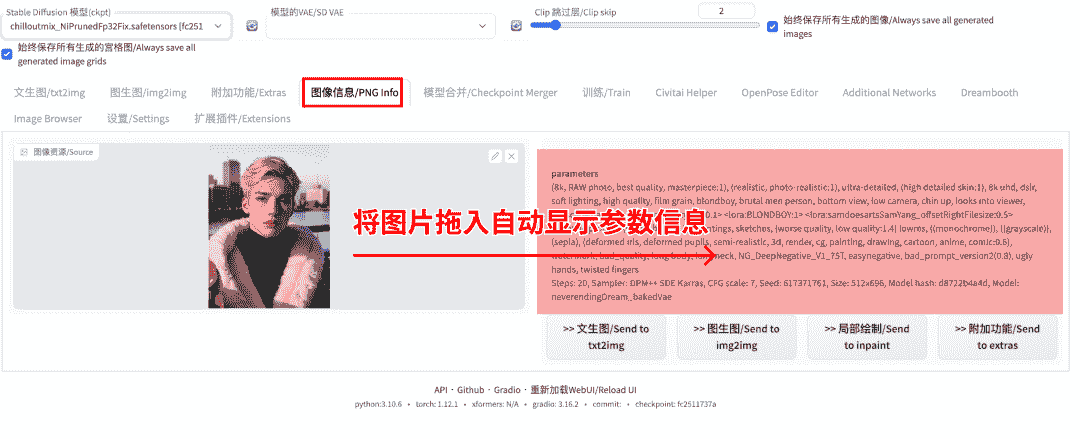 Stable Diffusion 模型(ckpt)
模型的VAE/SD VAE
Clip 跳过层/Clip skip
2
chilloutmix_NiPrunedFp32Fix.safetensors [fc251
始终保存所有生成的图像/Always save all generated
images
始终保存所有生成的宫格图/Always save all
generated image grids
文生图/txt2img
图生图/img2img
附加功能/Extras
图像信息/PNG Info
模型合并/Checkpoint Merger
训练/Train
Civitai Helper
OpenPose Editor
Additional Networks
Dreambooth
Image Browser
设置/Settings
扩展插件/Extensions
图像资源/Source
parameters
(8k, RAW photo, best quality, masterpiece:1), (realistic, photo-realistic:1), ultra-detailed, (high detailed skin:1), 8k uhd, dslr,
soft lighting, high quality, film grain, blondboy, brutal men person, bottom view, low camera, chin up, looks into viewer,
0.1> <lora:BLONDBOY:1> <lora:samdoesartsSamYang_offsetRightFilesize:0.5>
将图片拖入自动显示参数信息
sketches, (worse quality, low quality:1.4) lowres, ((monochrome)), ((grayscale)),
(sepia), (deformed iris, deformed pupils, semi-realistic, 3d, render, cg, painting, drawing, cartoon, anime, comic:0.6),
bad_quality, long body, neck, NG_DeepNegative_V1_75T, easynegative, bad_prompt_version2(0.8), ugly
hands, twisted fingers
Steps: 20, Sampler: DPM++ SDE Karras, CFG scale: 7, Seed: 617371761, Size: 512x696, Model hash: d8722b4a4d, Model:
neverendingDream_bakedVae
>> 文生图/Send to
txt2img
>> 图生图/Send to
img2img
>> 局部绘制/Send
to inpaint
>> 附加功能/Send
to extras
API · Github · Gradio · 重新加载WebUI/Reload UI
python:3.10.6 • torch: 1.12.1 • xformers: N/A • gradio: 3.16.2 • commit: • checkpoint: fc2511737a